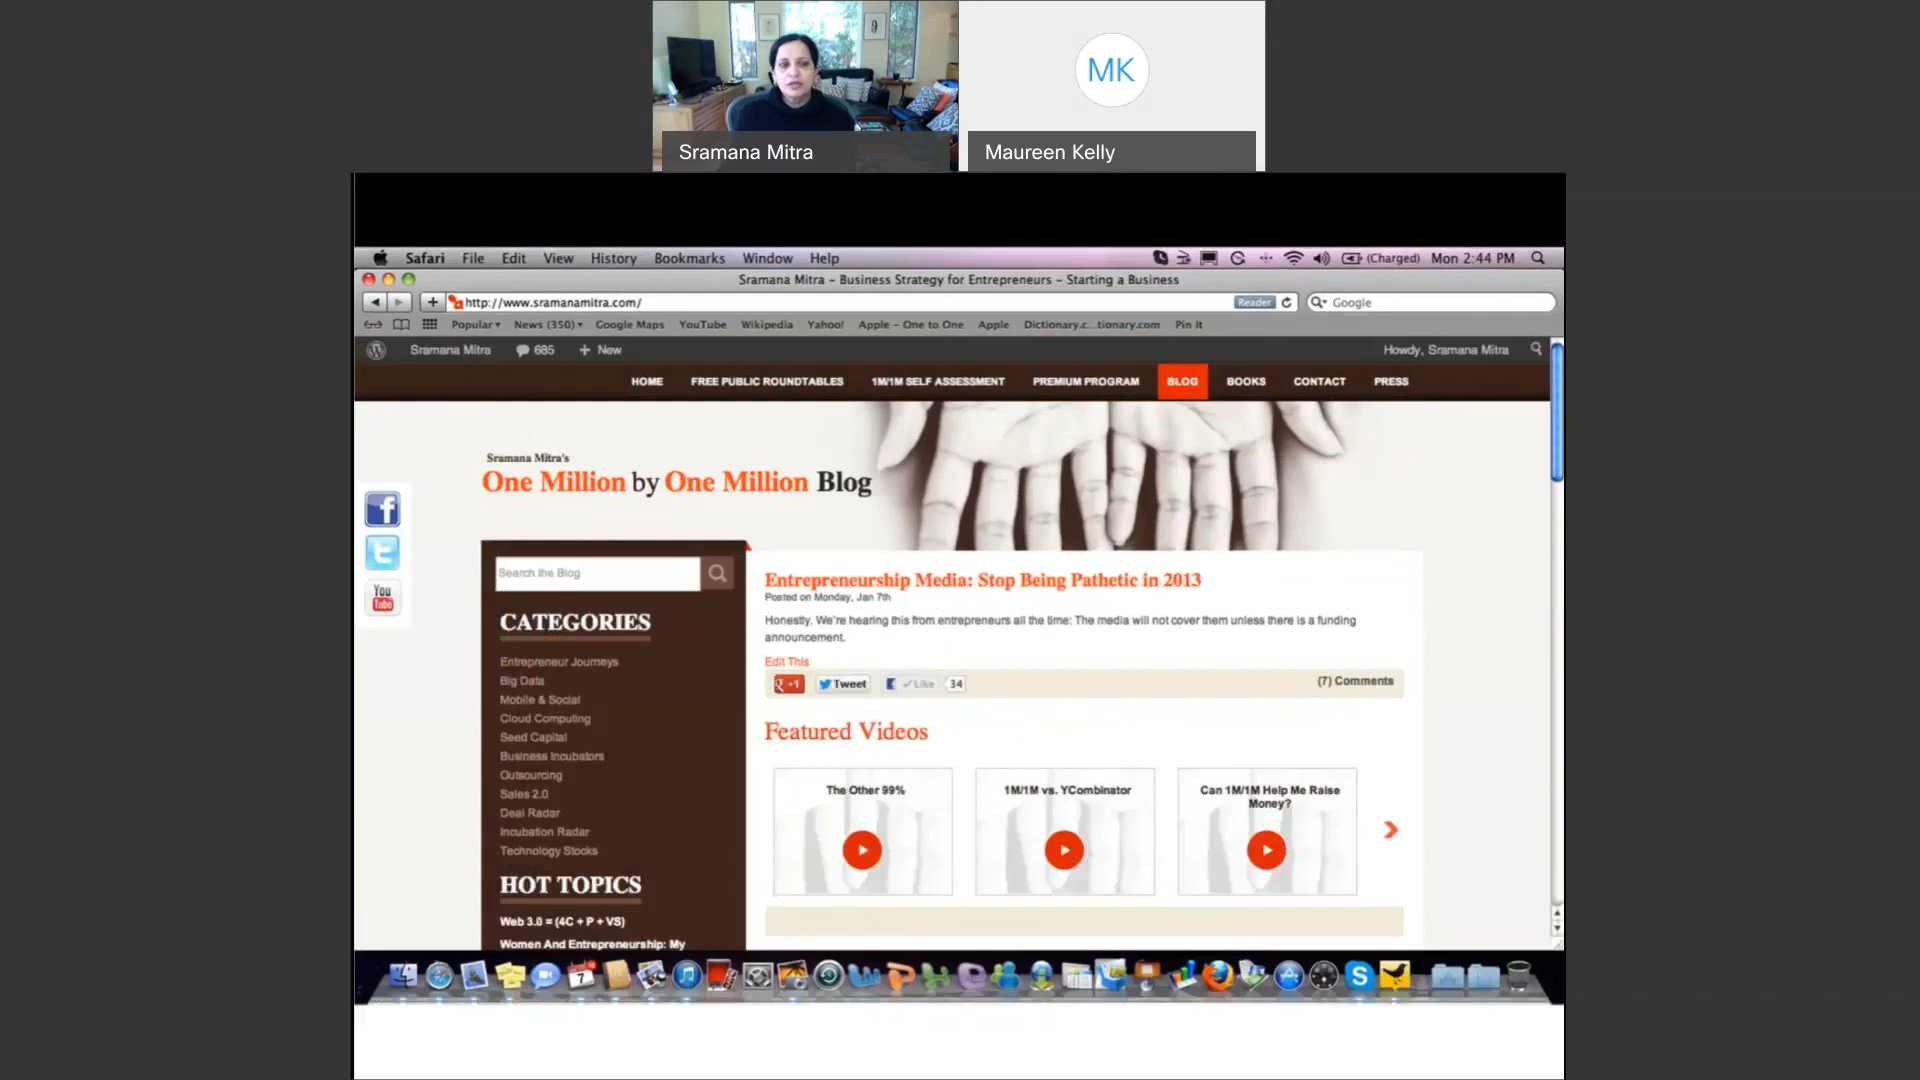 MK
Sramana Mitra
Maureen Kelly
Safari File Edit View History Bookmarks Window Help (Charged) Mon 2:44 PM
Sramana Mitra – Business Strategy for Entrepreneurs – Starting a Business
http://www.sramanamitra.com/ Reader Google
Popular News (350) Google Maps YouTube Wikipedia Yahoo! Apple – One to One Apple Dictionary.c...tionary.com Pin It
Sramana Mitra 685 + New Howdy, Sramana Mitra
HOME FREE PUBLIC ROUNDTABLES 1M/1M SELF ASSESSMENT PREMIUM PROGRAM BLOG BOOKS CONTACT PRESS
Sramana Mitra's
One Million by One Million Blog
You
Tube
Search the Blog
CATEGORIES
Entrepreneur Journeys
Big Data
Mobile & Social
Cloud Computing
Seed Capital
Business Incubators
Outsourcing
Sales 2.0
Deal Radar
Incubation Radar
Technology Stocks
HOT TOPICS
Web 3.0 = (4C + P + VS)
Women And Entrepreneurship: My
Entrepreneurship Media: Stop Being Pathetic in 2013
Posted on Monday, Jan 7th
Honestly. We're hearing this from entrepreneurs all the time: The media will not cover them unless there is a funding
announcement.
Edit This
+1 Tweet Like 34 (7) Comments
Featured Videos
The Other 99%
1M/1M vs. YCombinator
Can 1M/1M Help Me Raise
Money?
7